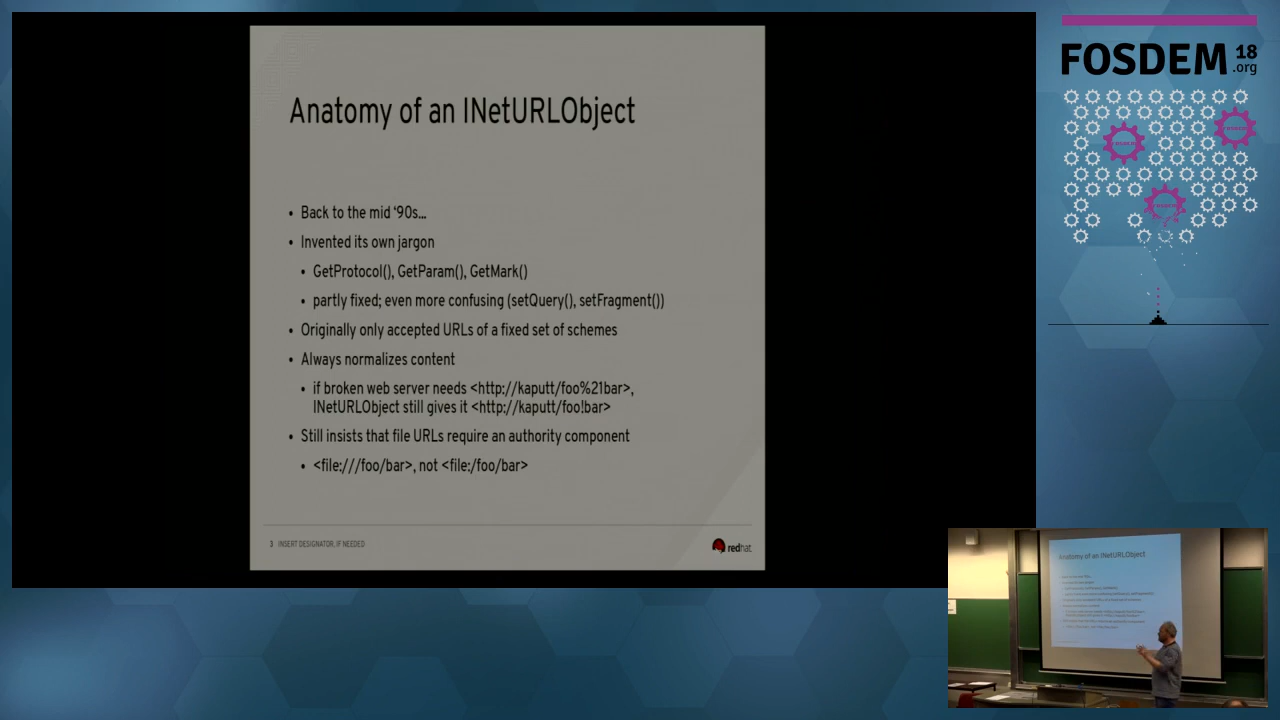 Anatomy of an INetURLObject
• Back to the mid ‘90s...
• Invented its own jargon
• GetProtocol(), GetParam(), GetMark()
• partly fixed; even more confusing (setQuery(), setFragment())
• Originally only accepted URLs of a fixed set of schemes
• Always normalizes content
• if broken web server needs <http://kaputt/foo%21bar>,
INetURLObject still gives it <http://kaputt/foo!bar>
• Still insists that file URLs require an authority component
• <file:///foo/bar>, not <file:/foo/bar>
3 INSERT DESIGNATOR, IF NEEDED
redhat
FOSDEM 18
.org
Anatomy of an INetURLObject